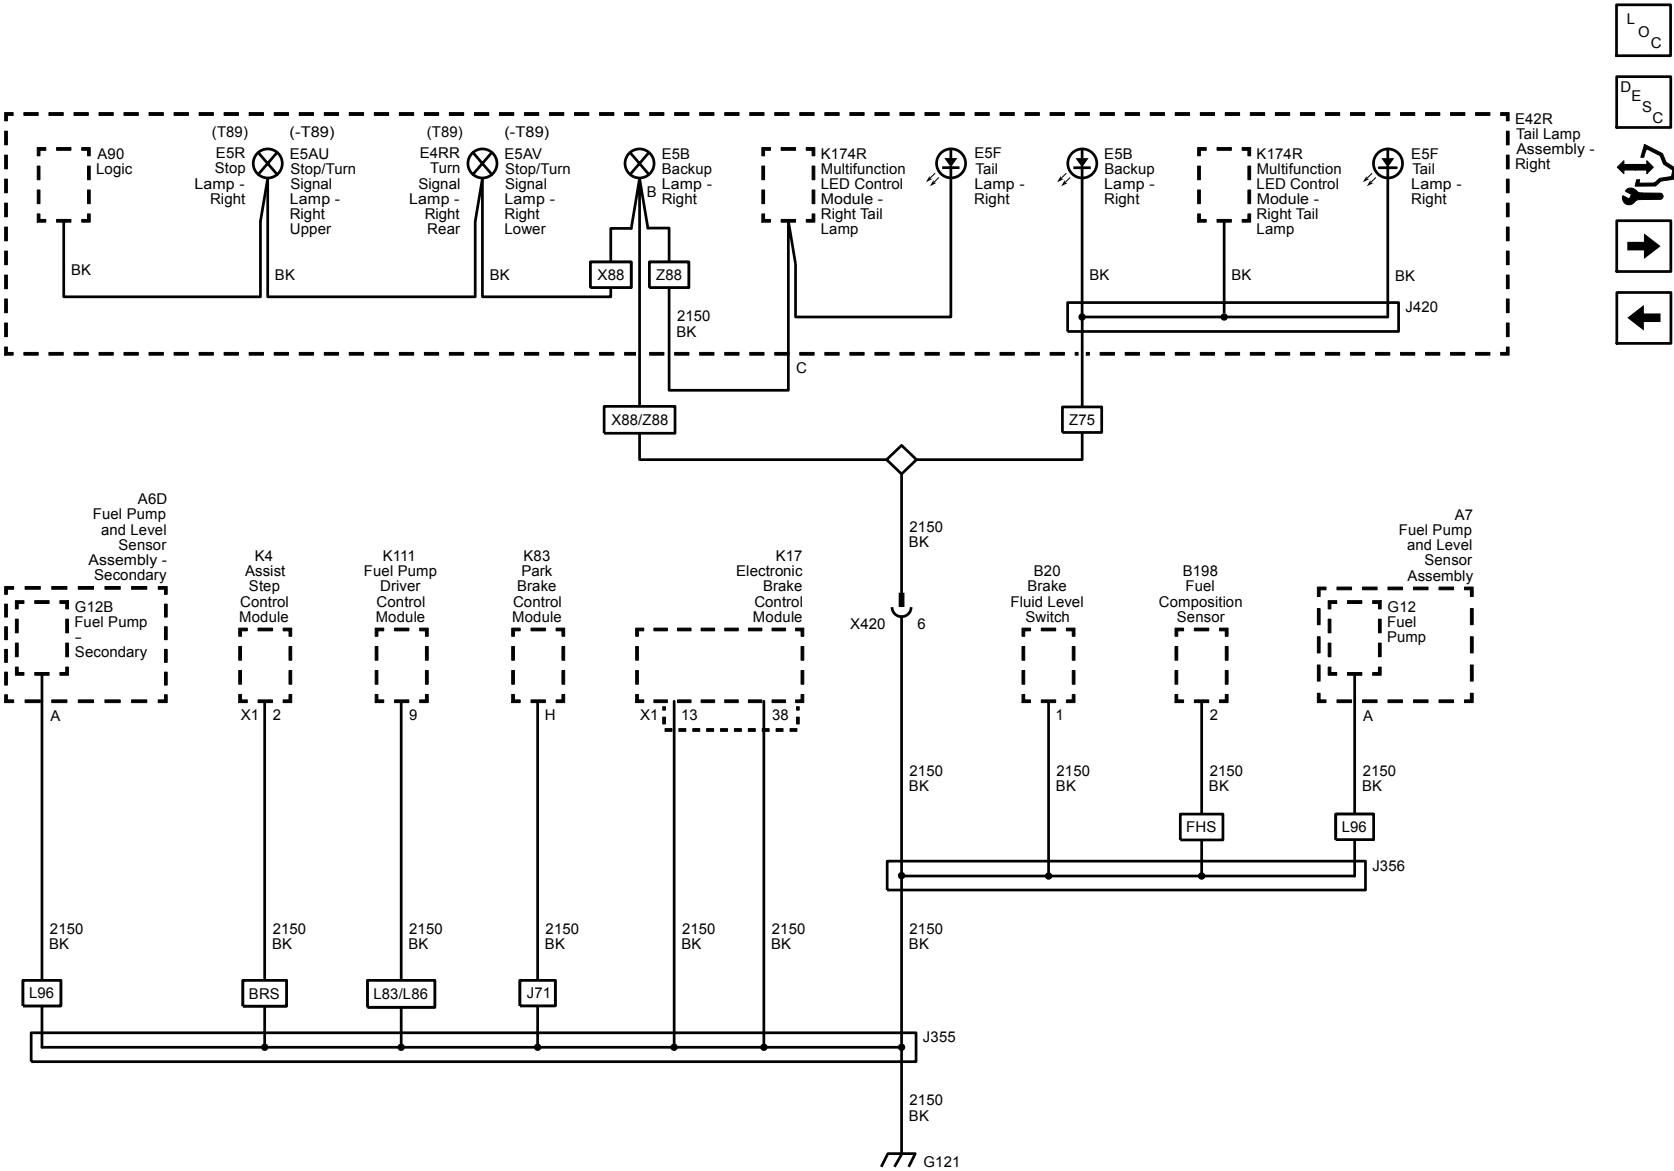 L
O
C
D
E
S
C
E42R
Tail Lamp
Assembly -
Right
A90
Logic
(T89)
E5R
Stop
Lamp -
Right
(-T89)
E5AU
Stop/Turn
Signal
Lamp -
Right
Upper
(T89)
E4RR
Turn
Signal
Lamp -
Right
Rear
(-T89)
E5AV
Stop/Turn
Signal
Lamp -
Right
Lower
E5B
Backup
Lamp -
Right
B
K174R
Multifunction
LED Control
Module -
Right Tail
Lamp
E5F
Tail
Lamp -
Right
E5B
Backup
Lamp -
Right
K174R
Multifunction
LED Control
Module -
Right Tail
Lamp
E5F
Tail
Lamp -
Right
BK
BK
BK
X88
Z88
BK
BK
BK
2150
BK
J420
C
X88/Z88
Z75
A6D
Fuel Pump
and Level
Sensor
Assembly -
Secondary
G12B
Fuel Pump
-
Secondary
A
K4
Assist
Step
Control
Module
X1
2
K111
Fuel Pump
Driver
Control
Module
9
K83
Park
Brake
Control
Module
H
K17
Electronic
Brake
Control
Module
X1
13
38
2150
BK
X420
6
B20
Brake
Fluid Level
Switch
1
B198
Fuel
Composition
Sensor
2
A7
Fuel Pump
and Level
Sensor
Assembly
G12
Fuel
Pump
A
2150
BK
2150
BK
2150
BK
2150
BK
FHS
L96
J356
2150
BK
2150
BK
2150
BK
2150
BK
2150
BK
2150
BK
2150
BK
L96
BRS
L83/L86
J71
J355
2150
BK
G121